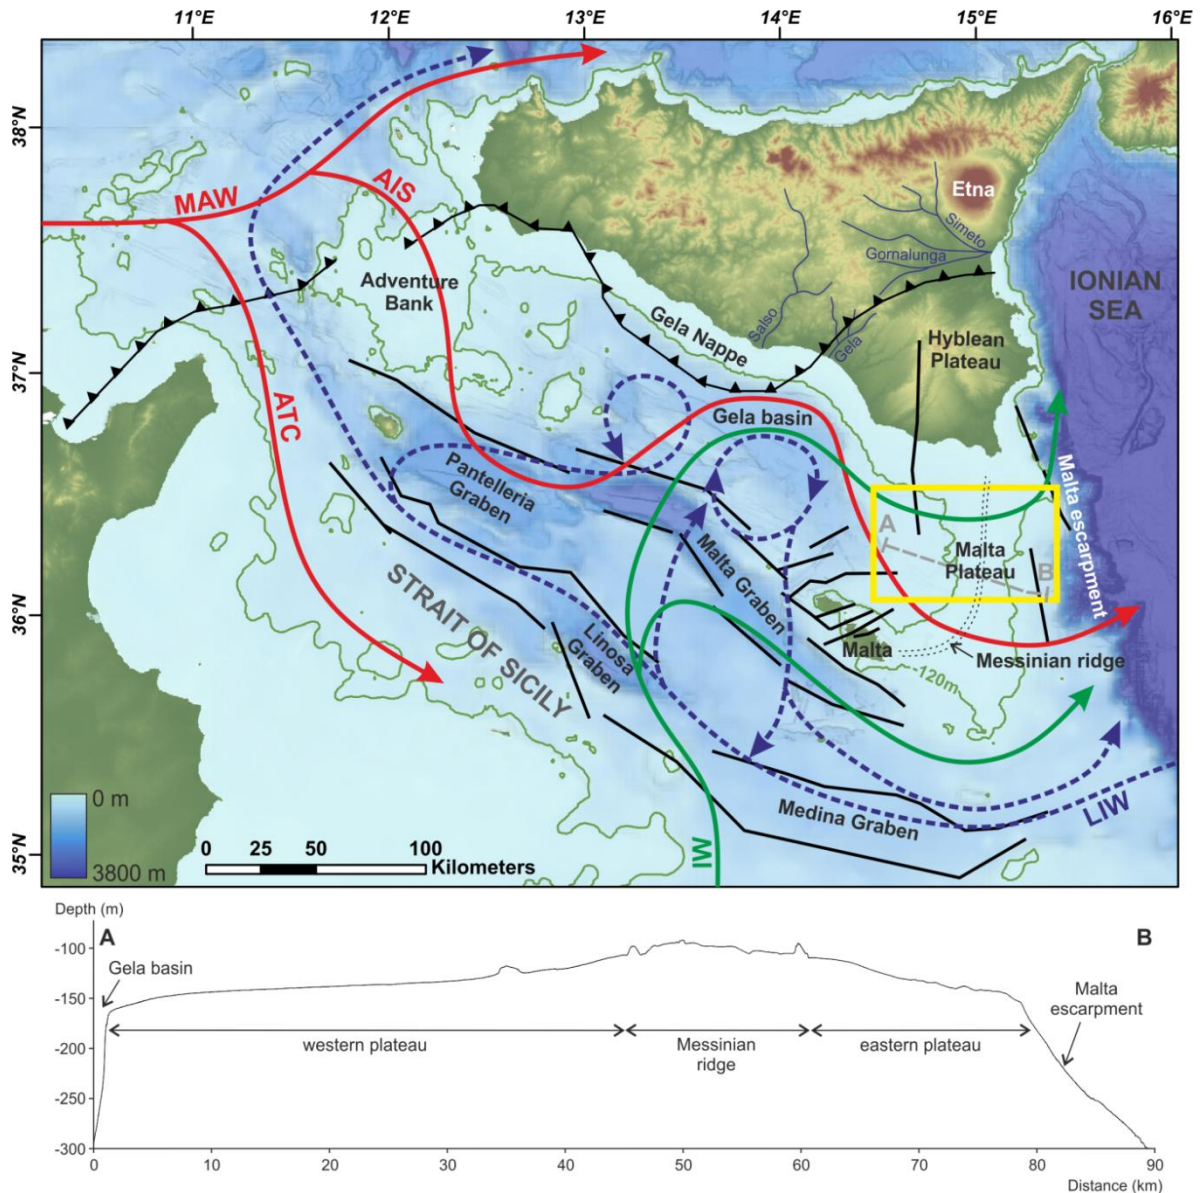 11°E
12°E
13°E
14°E
15°E
16°E
38°N
37°N
36°N
35°N
MAW
AIS
ATC
Adventure
Bank
Gela Nappe
Etna
Simeto
Gornalunga
Salso
Gela
Hyblean
Plateau
IONIAN
SEA
Gela basin
Pantelleria
Graben
Malta Graben
Malta escarpment
A
Malta
Plateau
B
STRAIT OF SICILY
Linosa
Graben
Malta
Messinian ridge
-120m
Medina Graben
LIW
IW
0 m
3800 m
0 25 50 100
Kilometers
Depth (m)
A
B
-100
-150
-200
-250
-300
Gela basin
Malta
escarpment
western plateau
Messinian
ridge
eastern plateau
0 10 20 30 40 50 60 70 80 90
Distance (km)